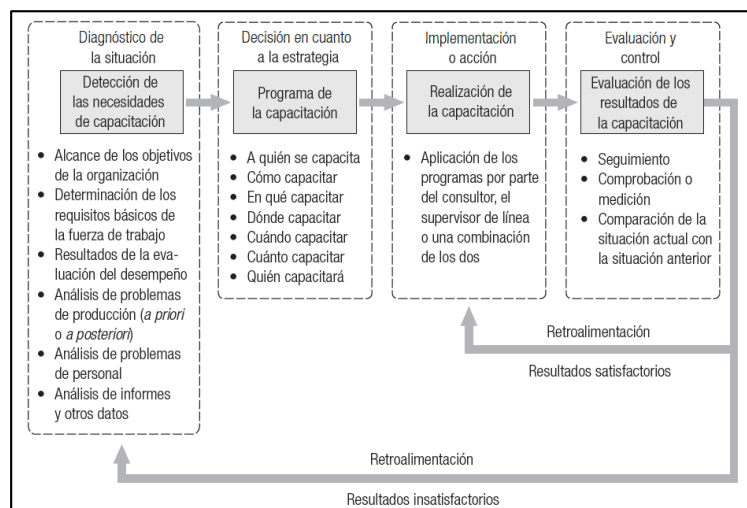 Diagnóstico de
la situación
Detección de
las necesidades
de capacitación
• Alcance de los objetivos
de la organización
• Determinación de los
requisitos básicos de
la fuerza de trabajo
• Resultados de la eva-
luación del desempeño
• Análisis de problemas
de producción (a priori
o a posteriori)
• Análisis de problemas
de personal
• Análisis de informes
y otros datos
Decisión en cuanto
a la estrategia
Programa de
la capacitación
• A quién se capacita
• Cómo capacitar
• En qué capacitar
• Dónde capacitar
• Cuándo capacitar
• Cuánto capacitar
• Quién capacitará
Implementación
o acción
Realización de
la capacitación
• Aplicación de los
programas por parte
del consultor, el
supervisor de línea
o una combinación
de los dos
Evaluación y
control
Evaluación de los
resultados de
la capacitación
• Seguimiento
• Comprobación o
medición
• Comparación de la
situación actual con
la situación anterior
Retroalimentación
Resultados satisfactorios
Retroalimentación
Resultados insatisfactorios